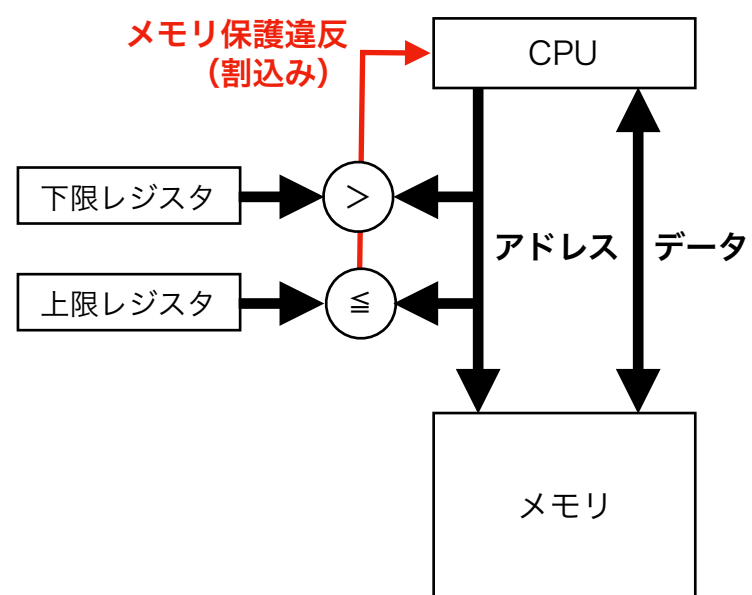 メモリ保護違反
（割込み）
CPU
下限レジスタ
＞
アドレス
データ
上限レジスタ
≦
メモリ